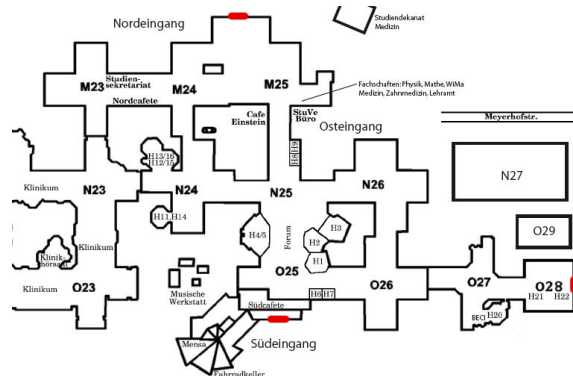 Nordeingang
Studiendekanat
Medizin
M23
Studien-
sekretariat
M24
M25
Nordcafete
Fachschaften: Physik, Mathe, WiMa
Medizin, Zahnmedizin, Lehramt
Cafe
Einstein
StuVe
Büro
Osteingang
Meyerhofstr.
H8
H9
H13/16
H12/15
Klinikum
N23
N24
N25
N26
N27
H11,
H14
H4/5
Forum
H3
H2
H1
O29
Klinik-
hörsaal
Klinikum
Klinikum
O23
O25
O26
O27
O28
H21
H22
Musische
Werkstatt
H6
H7
Südcafete
BECI
H20
Mensa
Südeingang
Fahrradkeller